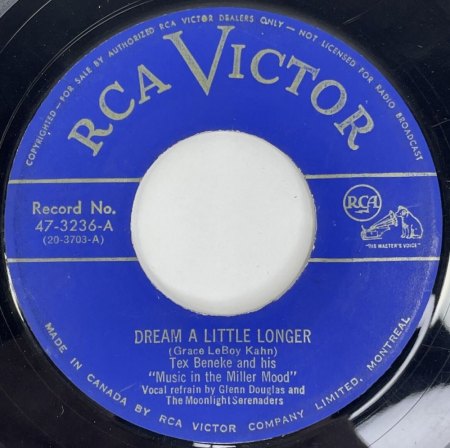 CONFIDENTIAL—FOR SALE BY AUTHORIZED RCA VICTOR DEALERS ONLY—NOT LICENSED FOR RADIO BROADCAST
RCA VICTOR
Record No.
47-3236-A
(20-3703-A)
RCA
"THE MASTER'S VOICE"
DREAM A LITTLE LONGER
(Grace LeBoy Kahn)
Tex Beneke and his
"Music in the Miller Mood"
Vocal refrain by Glenn Douglas and
The Moonlight Serenaders
MADE IN CANADA BY RCA VICTOR COMPANY LIMITED, MONTREAL